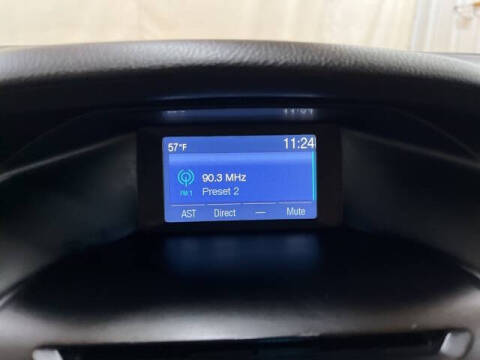 57°F 11:24
90.3 MHz
FM 1 Preset 2
AST Direct — Mute